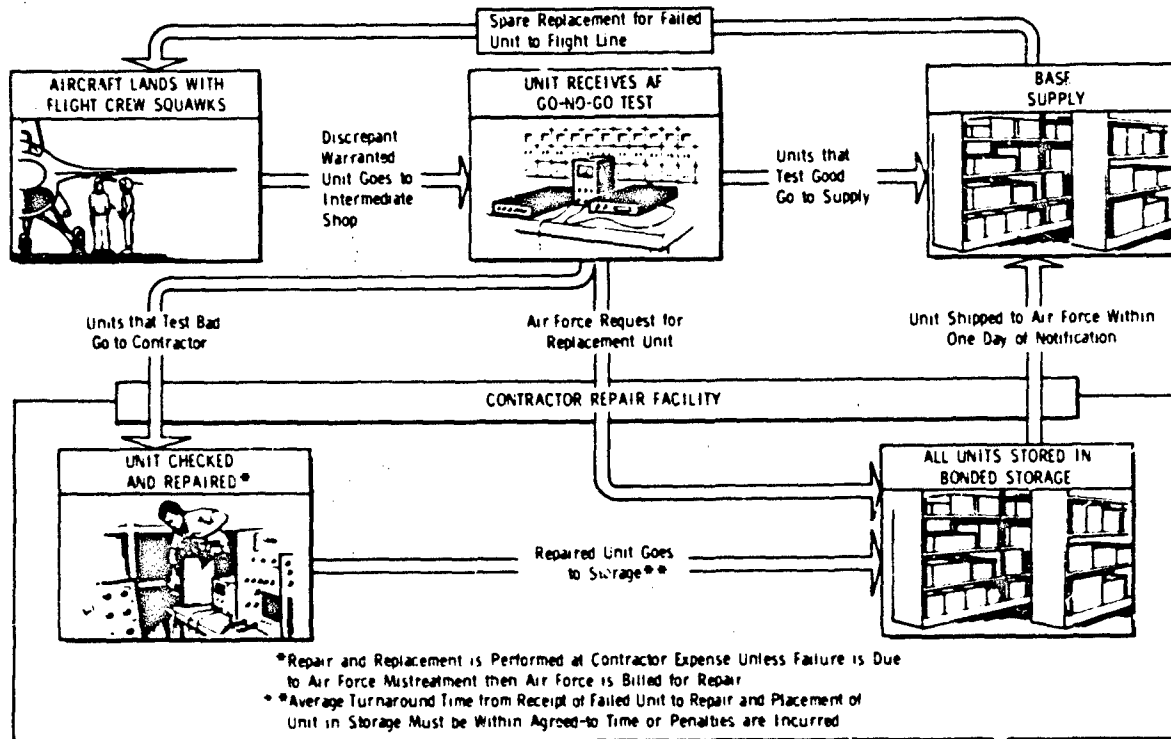 Spare Replacement for Failed
Unit to Flight Line
AIRCRAFT LANDS WITH
FLIGHT CREW SQUAWKS
UNIT RECEIVES AF
GO-NO-GO TEST
BASE
SUPPLY
Discrepant
Warranted
Unit Goes to
Intermediate
Shop
Units that
Test Good
Go to Supply
Units that Test Bad
Go to Contractor
Air Force Request for
Replacement Unit
Unit Shipped to Air Force Within
One Day of Notification
CONTRACTOR REPAIR FACILITY
UNIT CHECKED
AND REPAIRED*
ALL UNITS STORED IN
BONDED STORAGE
Repaired Unit Goes
to Storage**
*Repair and Replacement is Performed at Contractor Expense Unless Failure is Due
to Air Force Mistreatment then Air Force is Billed for Repair
**Average Turnaround Time from Receipt of Failed Unit to Repair and Placement of
Unit in Storage Must be Within Agreed-to Time or Penalties are Incurred